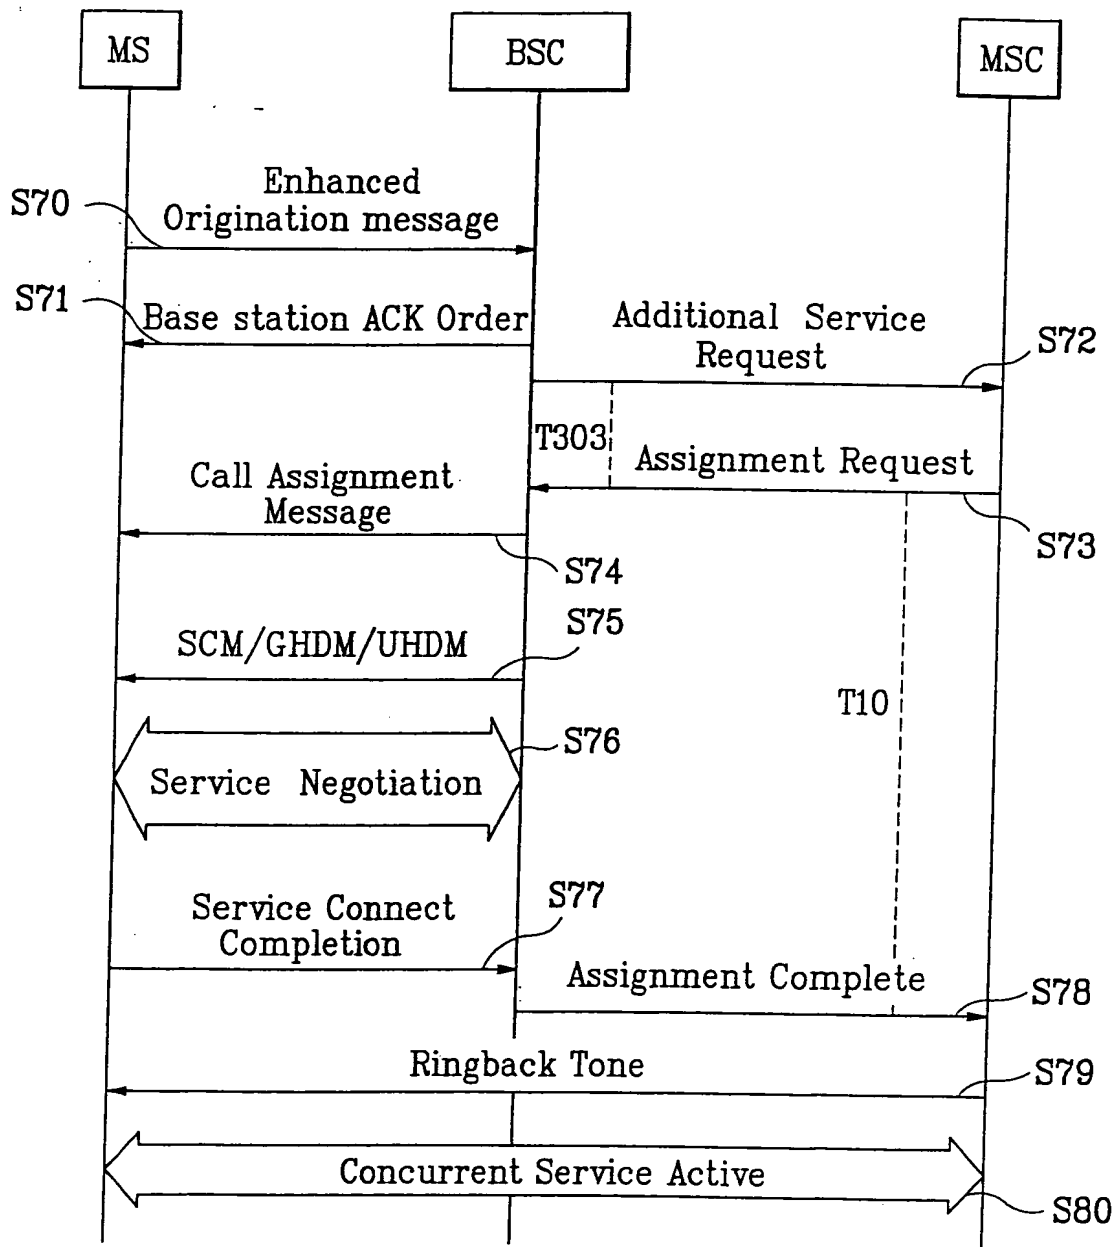 MS
BSC
MSC
Enhanced
Origination message
S70
S71
Base station ACK Order
Additional Service
Request
S72
T303
Assignment Request
S73
Call Assignment
Message
S74
SCM/GHDM/UHDM
S75
T10
S76
Service Negotiation
Service Connect
Completion
S77
Assignment Complete
S78
Ringback Tone
S79
Concurrent Service Active
S80